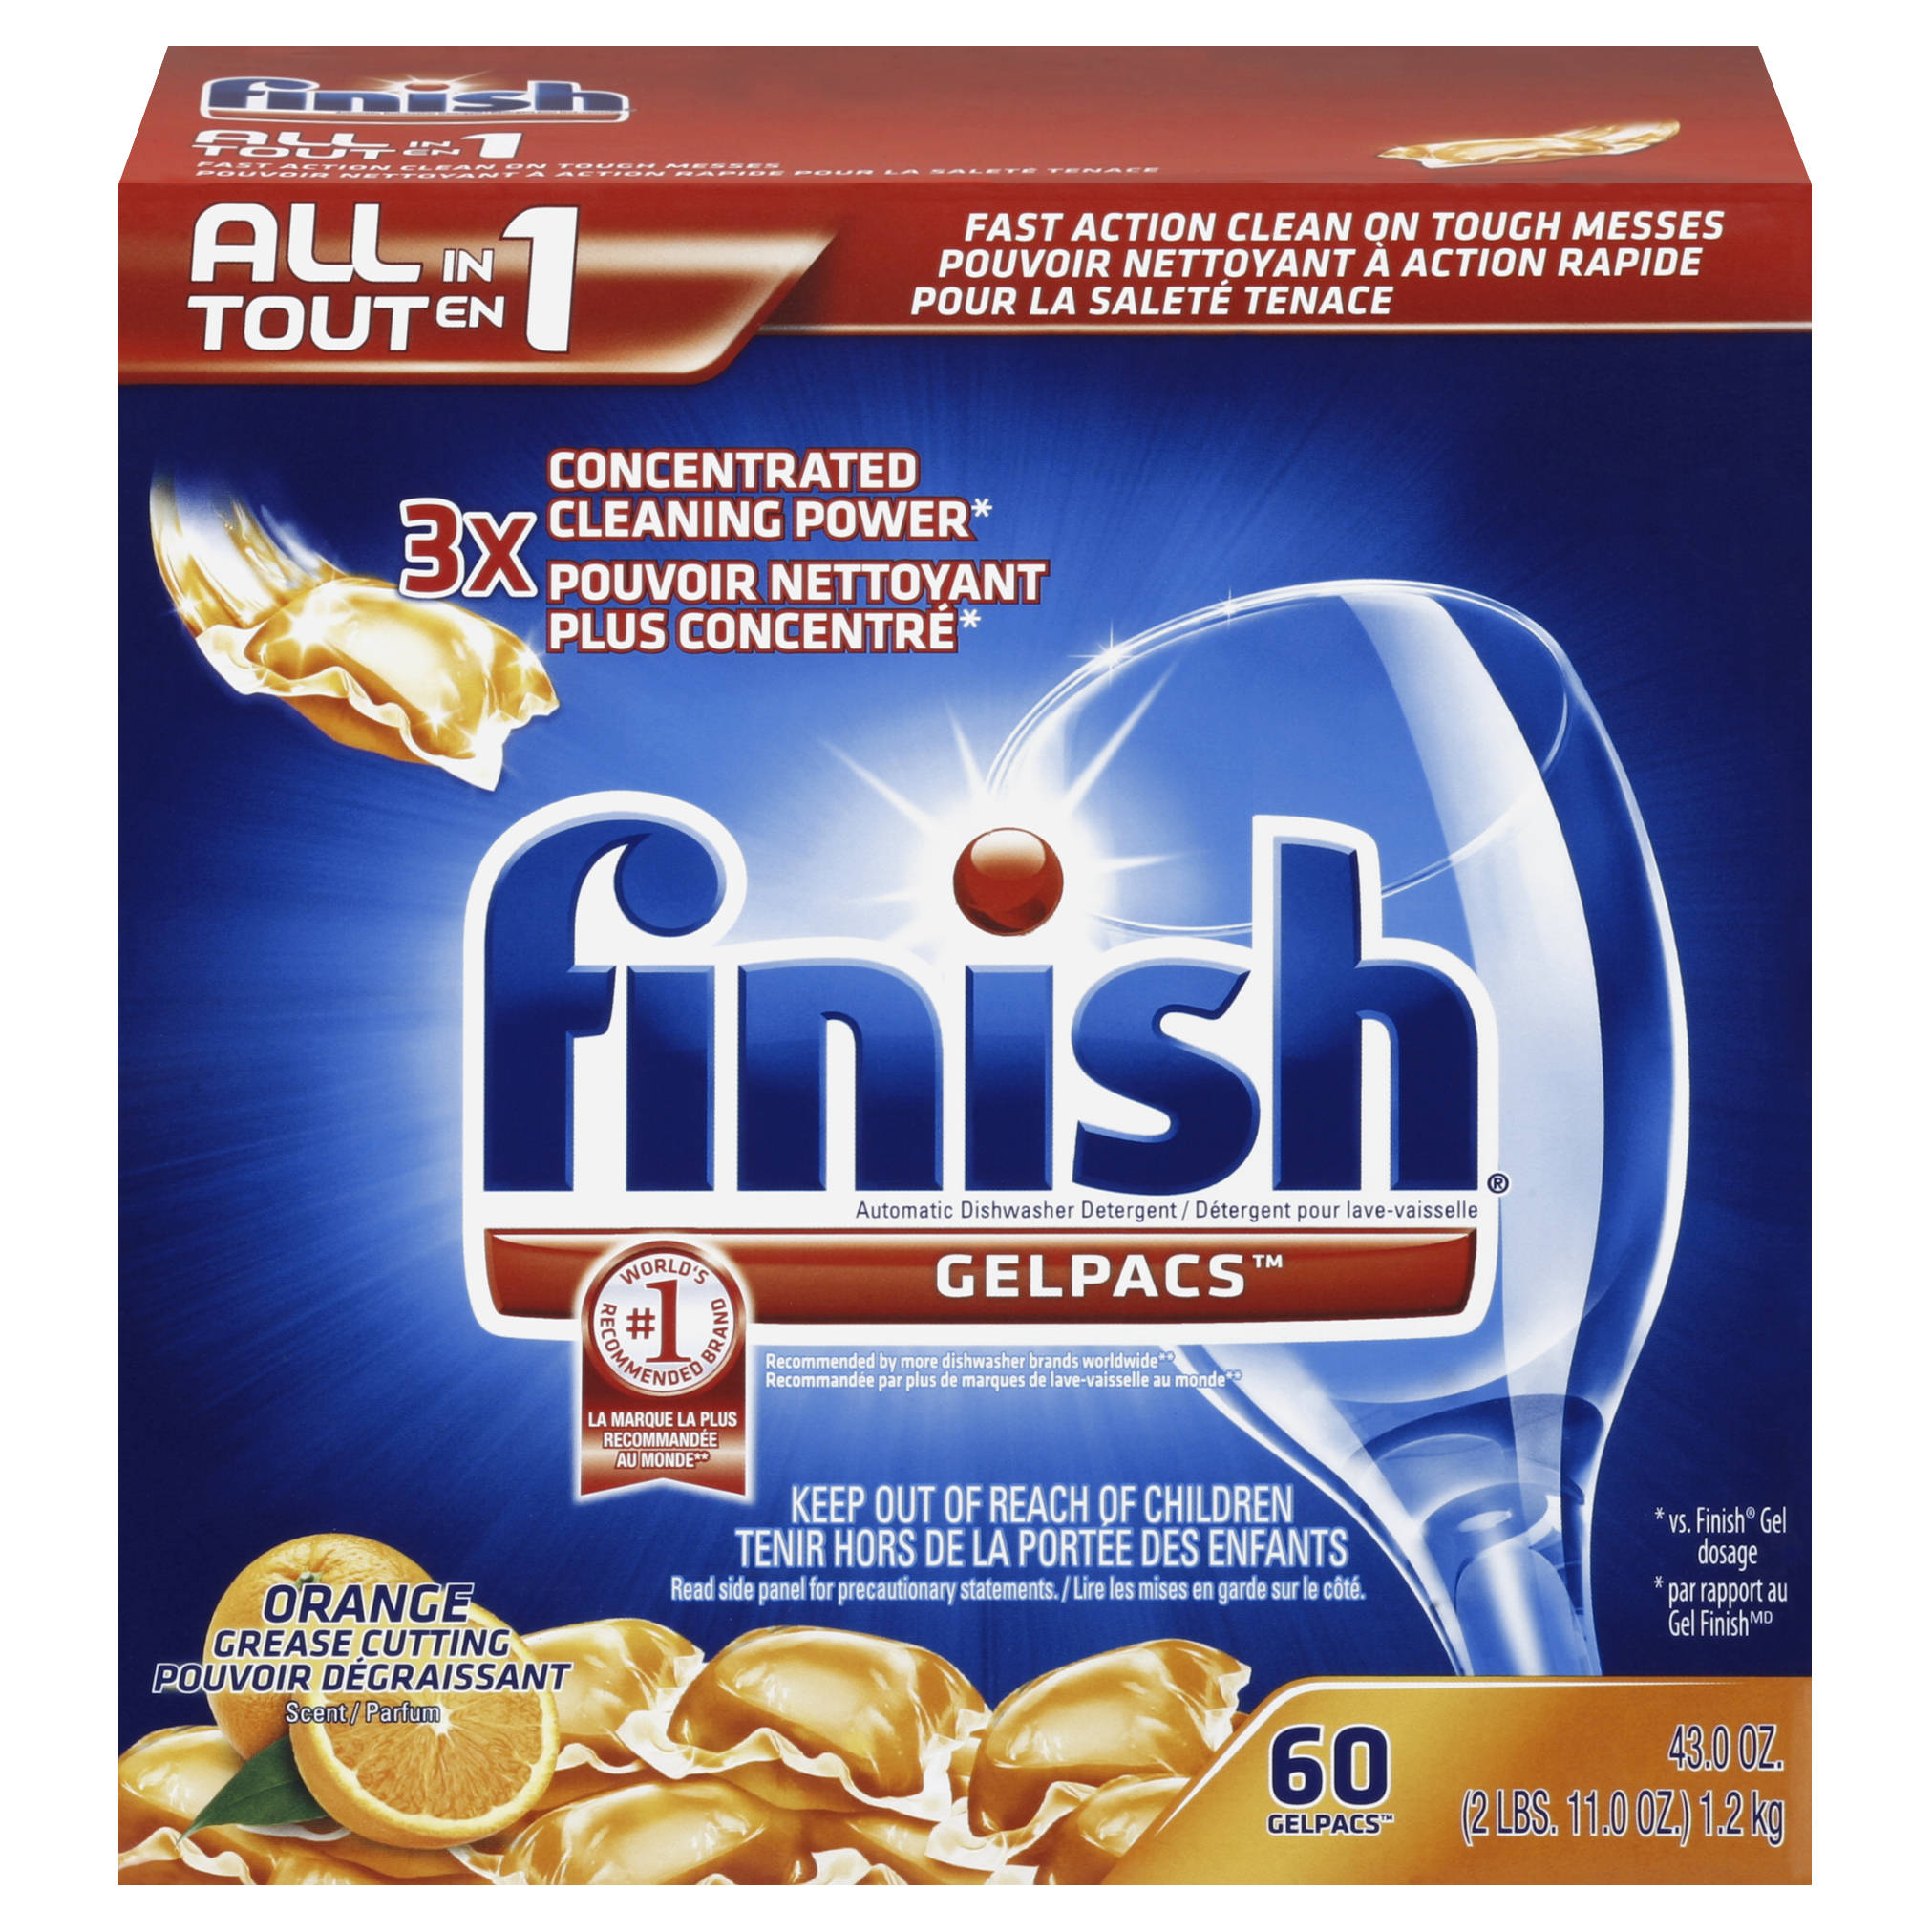 finish
ALL IN 1
TOUT EN
FAST ACTION CLEAN ON TOUGH MESSES
POUVOIR NETTOYANT À ACTION RAPIDE POUR LA SALETÉ TENACE
ALL IN 1
TOUT EN
FAST ACTION CLEAN ON TOUGH MESSES
POUVOIR NETTOYANT À ACTION RAPIDE
POUR LA SALETÉ TENACE
3X
CONCENTRATED
CLEANING POWER*
POUVOIR NETTOYANT
PLUS CONCENTRÉ*
finish®
Automatic Dishwasher Detergent / Détergent pour lave-vaisselle
GELPACS™
WORLD'S
#1
RECOMMENDED BRAND
LA MARQUE LA PLUS
RECOMMANDÉE
AU MONDE**
Recommended by more dishwasher brands worldwide**
Recommandée par plus de marques de lave-vaisselle au monde**
KEEP OUT OF REACH OF CHILDREN
TENIR HORS DE LA PORTÉE DES ENFANTS
Read side panel for precautionary statements. / Lire les mises en garde sur le côté.
* vs. Finish® Gel
dosage
* par rapport au
Gel FinishMD
ORANGE
GREASE CUTTING
POUVOIR DÉGRAISSANT
Scent / Parfum
60
GELPACS™
43.0 OZ.
(2 LBS. 11.0 OZ.) 1.2 kg